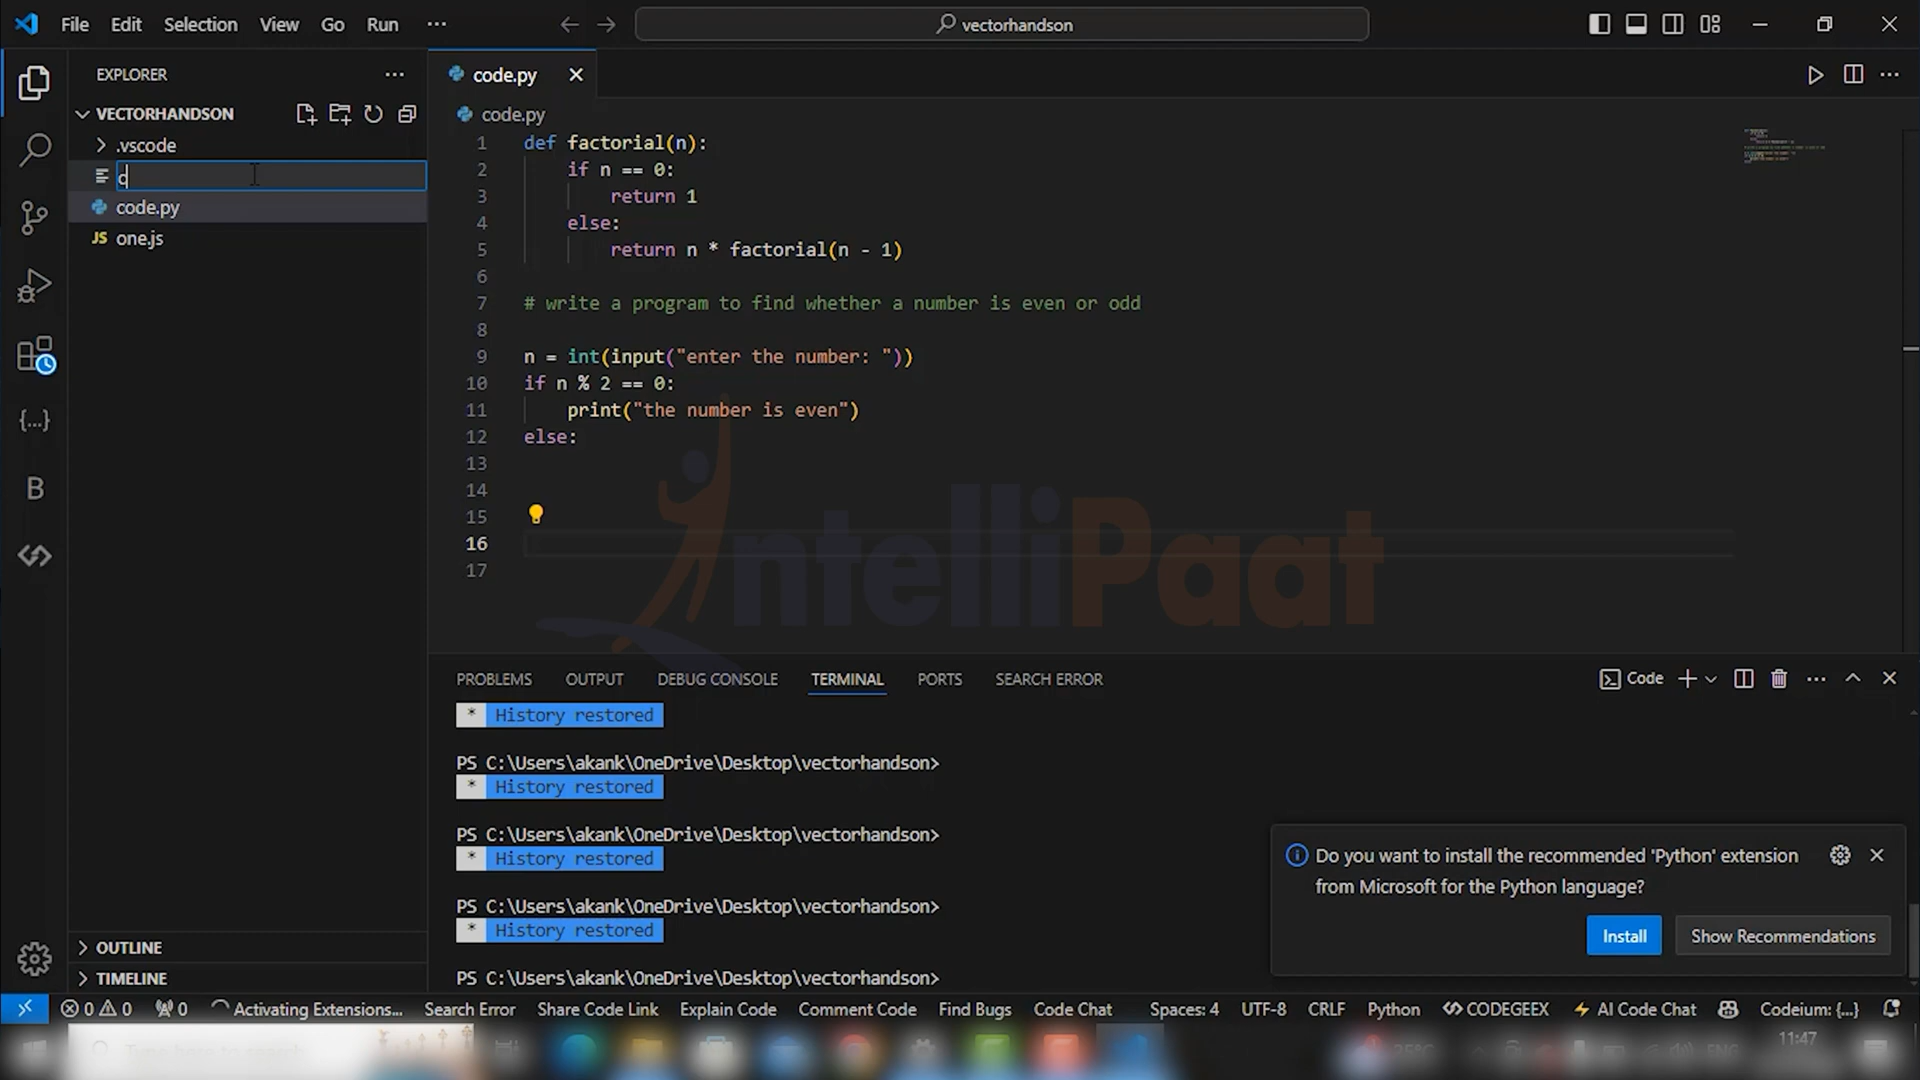 File Edit Selection View Go Run ···
vectorhandson
EXPLORER ···
code.py
VECTORHANDSON
code.py
.vscode
c
code.py
JS one.js
1 def factorial(n):
2 if n == 0:
3 return 1
4 else:
5 return n * factorial(n - 1)
6
7 # write a program to find whether a number is even or odd
8
9 n = int(input("enter the number: "))
10 if n % 2 == 0:
11 print("the number is even")
12 else:
13
14
15
16
17
IntelliPaat
B
PROBLEMS OUTPUT DEBUG CONSOLE TERMINAL PORTS SEARCH ERROR
Code
* History restored
PS C:\Users\akank\OneDrive\Desktop\vectorhandson>
* History restored
PS C:\Users\akank\OneDrive\Desktop\vectorhandson>
* History restored
PS C:\Users\akank\OneDrive\Desktop\vectorhandson>
* History restored
PS C:\Users\akank\OneDrive\Desktop\vectorhandson>
Do you want to install the recommended 'Python' extension
from Microsoft for the Python language?
Install Show Recommendations
OUTLINE
TIMELINE
0 0 0 Activating Extensions... Search Error Share Code Link Explain Code Comment Code Find Bugs Code Chat Spaces: 4 UTF-8 CRLF Python CODEGEEX AI Code Chat Codeium: {...}
11:47